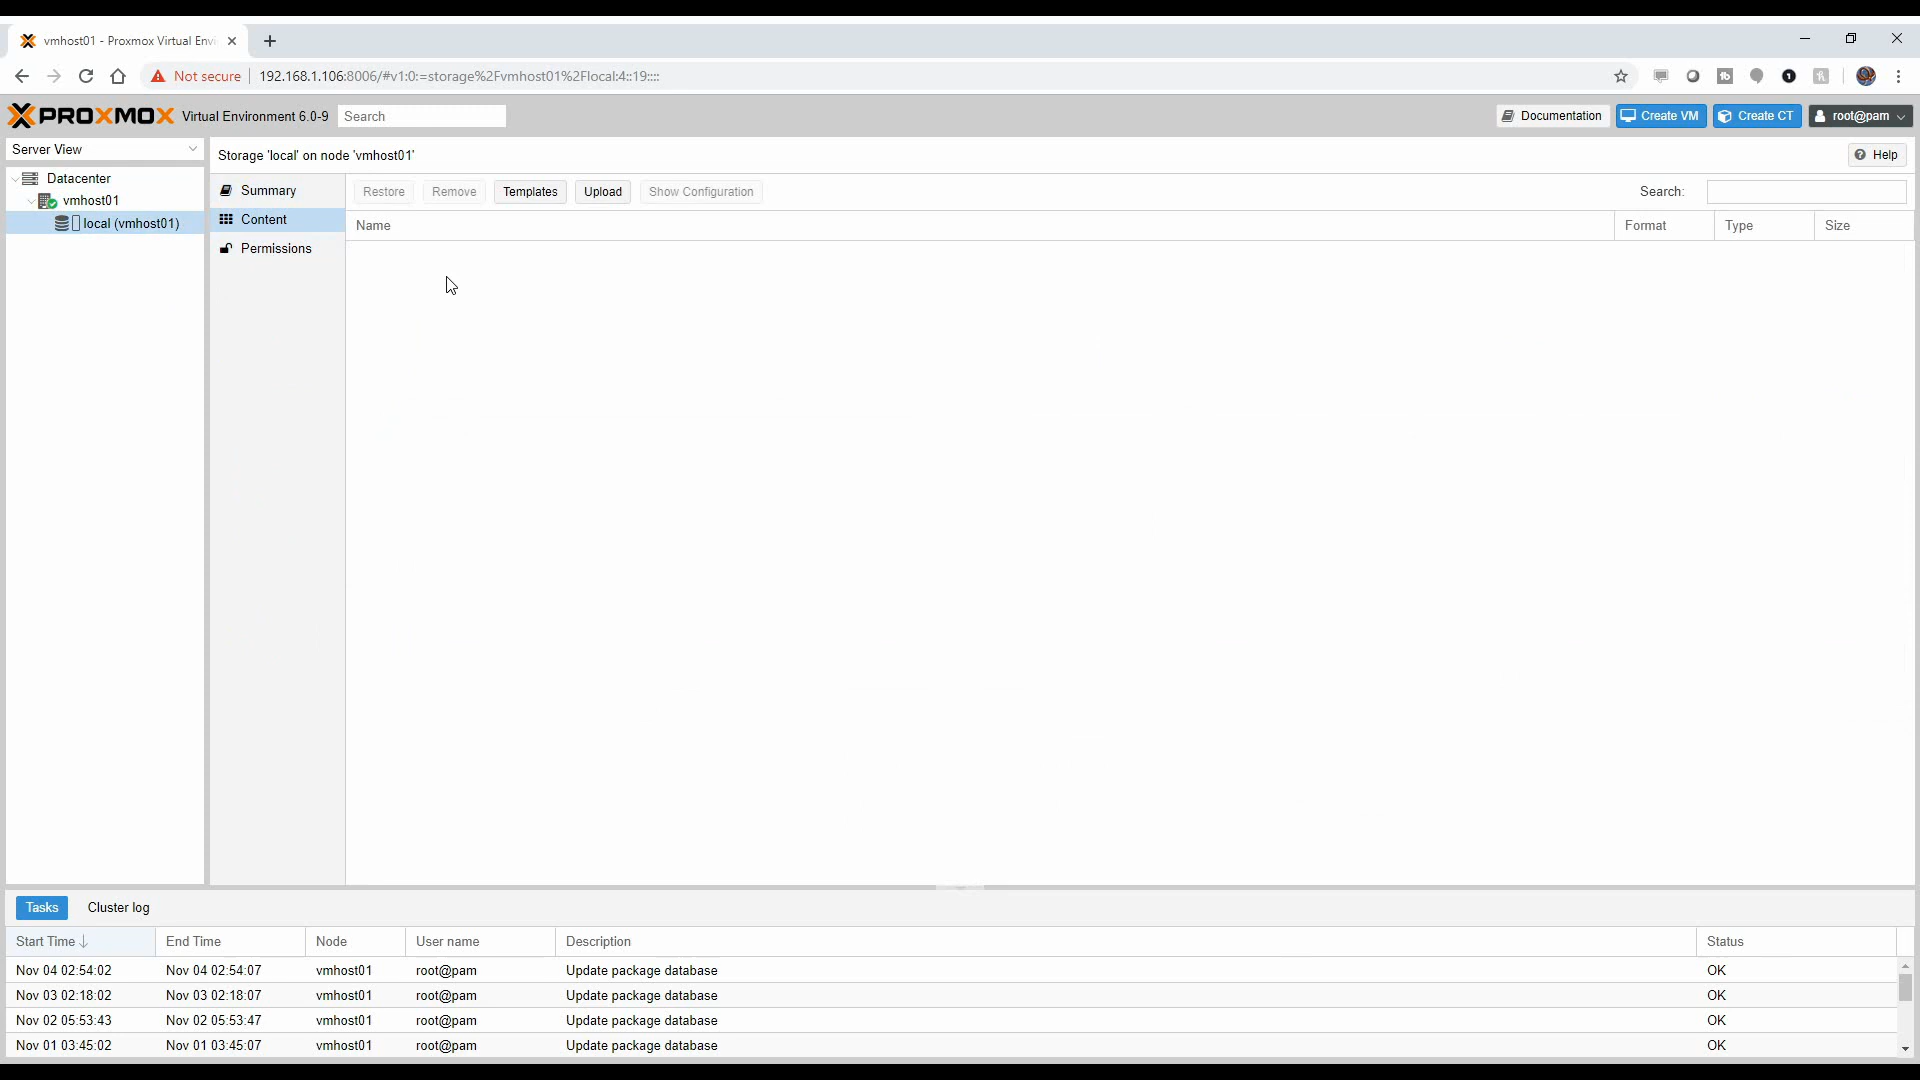 vmhost01 - Proxmox Virtual Envi
Not secure 192.168.1.106:8006/#v1:0:=storage%2Fvmhost01%2Flocal:4::19::::
PROXMOX Virtual Environment 6.0-9 Search Documentation Create VM Create CT root@pam
Server View
Storage 'local' on node 'vmhost01' Help
Datacenter
vmhost01
local (vmhost01)
Summary
Content
Permissions
Restore Remove Templates Upload Show Configuration Search:
Name Format Type Size
Tasks Cluster log
Start Time End Time Node User name Description Status
Nov 04 02:54:02 Nov 04 02:54:07 vmhost01 root@pam Update package database OK
Nov 03 02:18:02 Nov 03 02:18:07 vmhost01 root@pam Update package database OK
Nov 02 05:53:43 Nov 02 05:53:47 vmhost01 root@pam Update package database OK
Nov 01 03:45:02 Nov 01 03:45:07 vmhost01 root@pam Update package database OK